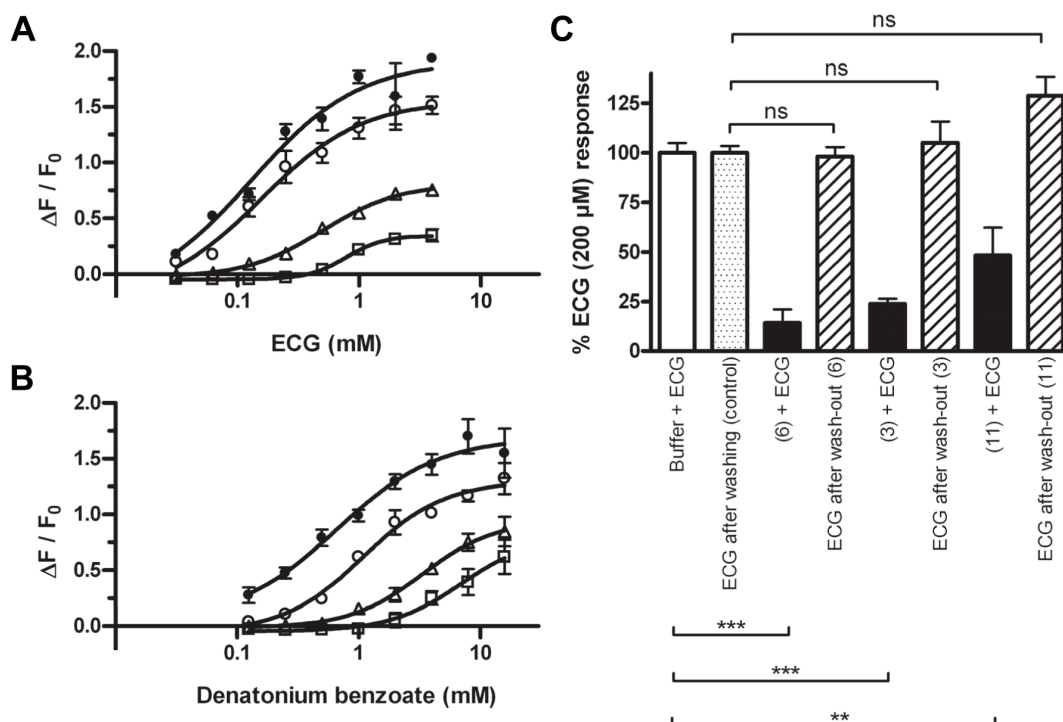 A
ΔF / F0
2.0
1.5
1.0
0.5
0.0
0.1
1
10
ECG (mM)
B
ΔF / F0
2.0
1.5
1.0
0.5
0.0
0.1
1
10
Denatonium benzoate (mM)
C
% ECG (200 µM) response
125
100
75
50
25
0
ns
ns
ns
Buffer + ECG
ECG after washing (control)
(6) + ECG
ECG after wash-out (6)
(3) + ECG
ECG after wash-out (3)
(11) + ECG
ECG after wash-out (11)
***
***
**